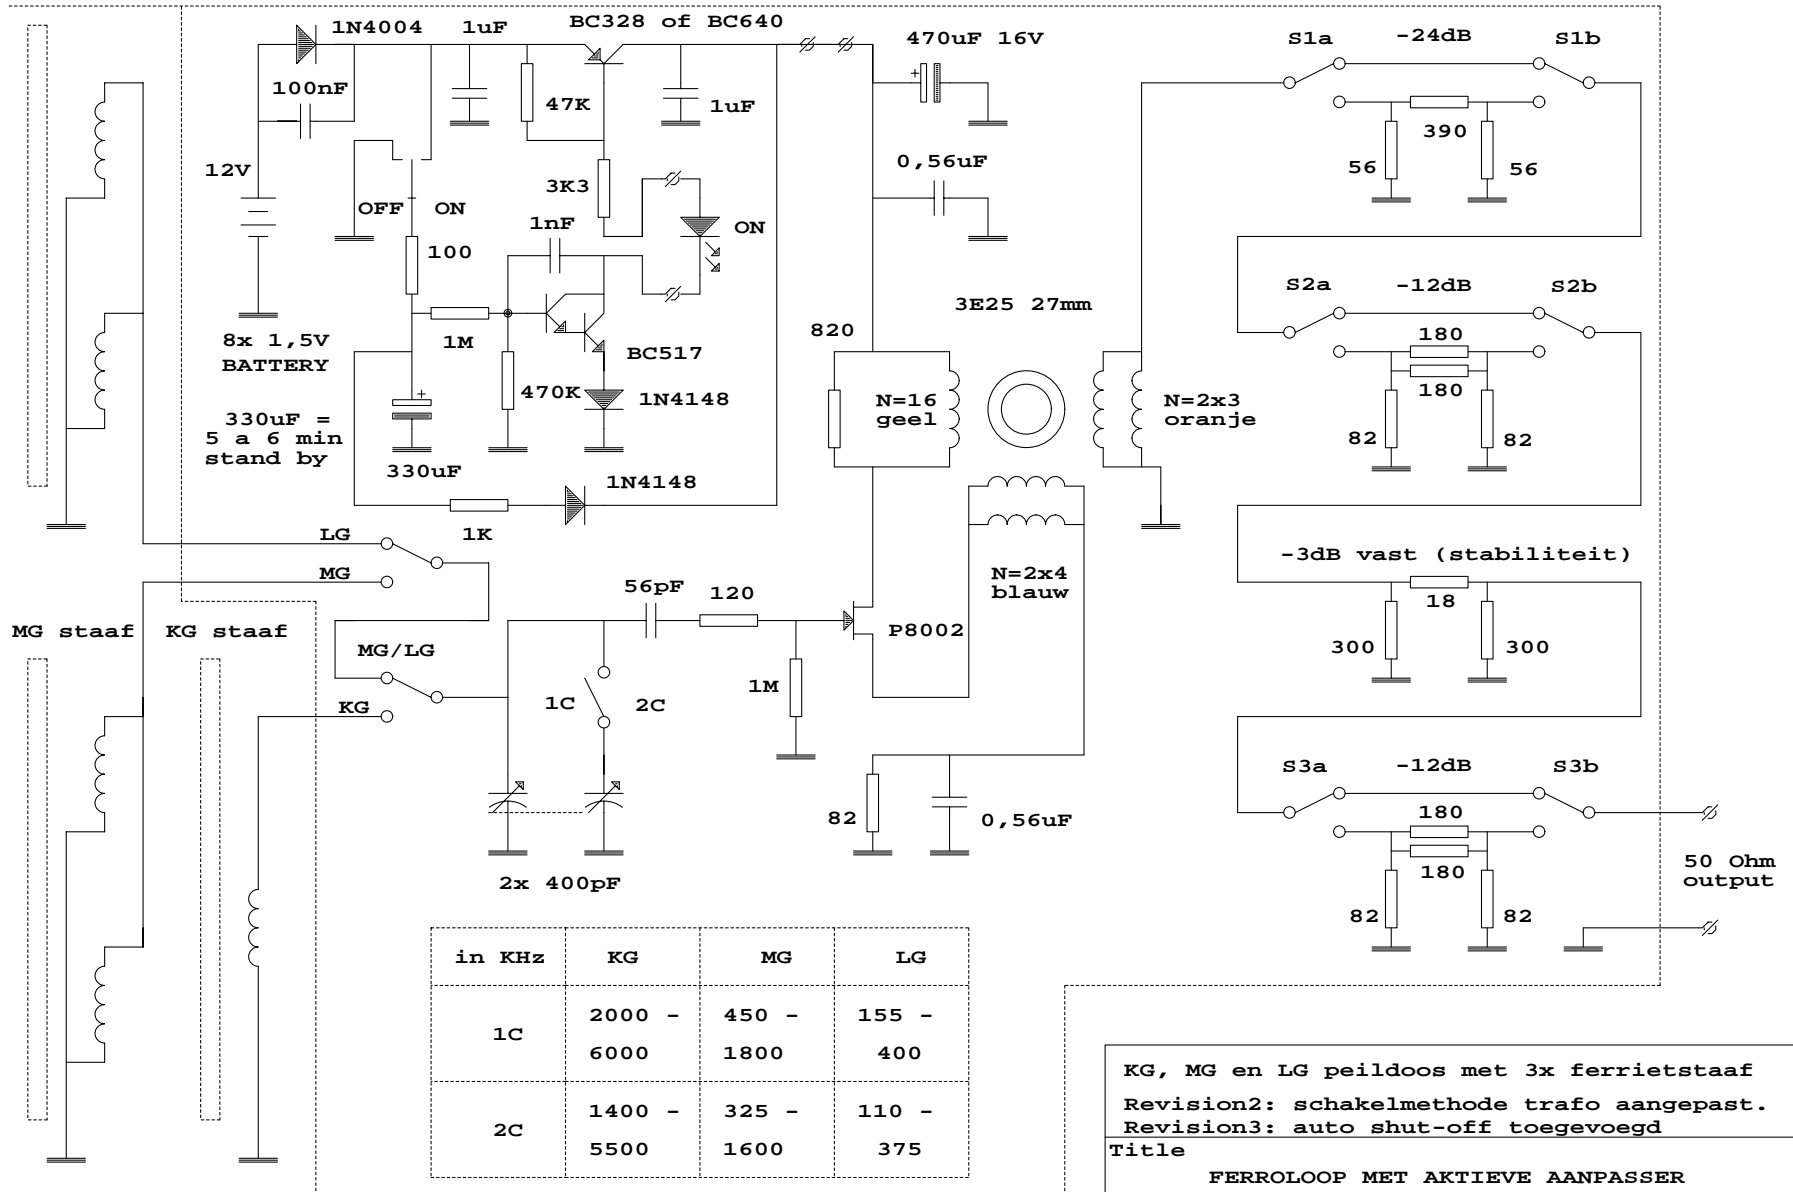 1N4004
1uF
BC328 of BC640
470uF 16V
S1a
-24dB
S1b
100nF
47K
1uF
390
12V
0,56uF
56
56
3K3
OFF
ON
1nF
ON
100
S2a
-12dB
S2b
3E25 27mm
820
180
8x 1,5V
BATTERY
1M
BC517
180
470K
1N4148
N=16
geel
N=2x3
oranje
330uF =
5 a 6 min
stand by
82
82
330uF
1N4148
LG
1K
-3dB vast (stabiliteit)
MG
N=2x4
blauw
56pF
120
18
MG staaf
KG staaf
P8002
300
300
MG/LG
1M
1C
2C
KG
S3a
-12dB
S3b
82
0,56uF
180
50 Ohm
output
2x 400pF
180
82
82
in KHz
KG
MG
LG
1C
2000 -
6000
450 -
1800
155 -
400
2C
1400 -
5500
325 -
1600
110 -
375
KG, MG en LG peildoos met 3x ferrietstaaf
Revision2: schakelmethode trafo aangepast.
Revision3: auto shut-off toegevoegd
Title
FERROLOOP MET AKTIEVE AANPASSER